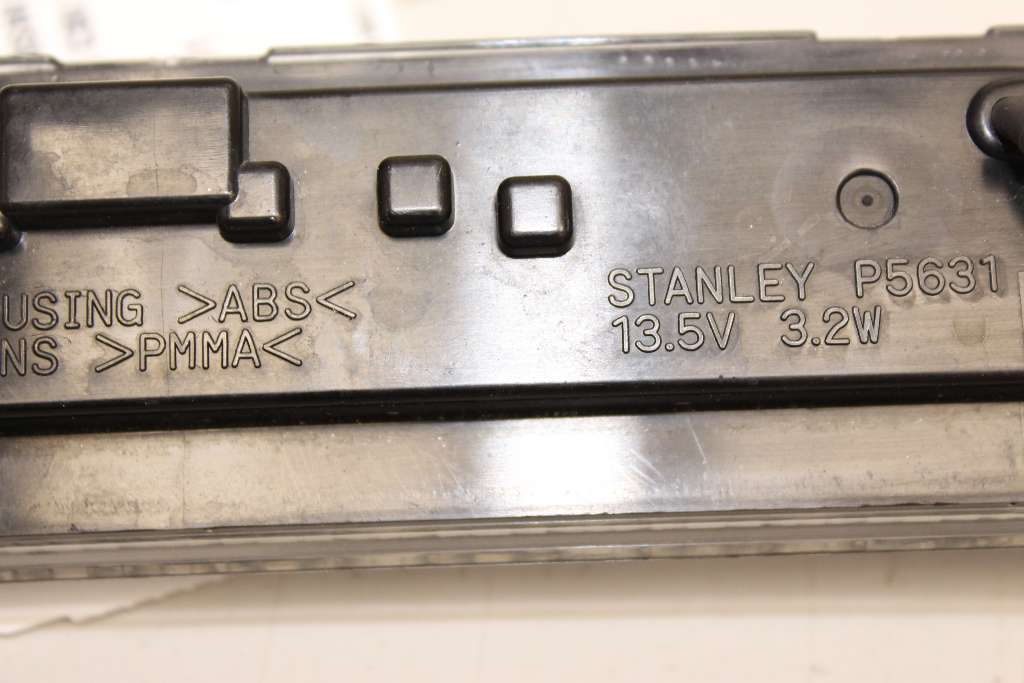 USING >ABS<
NS >PMMA<
STANLEY P5631
13.5V 3.2W